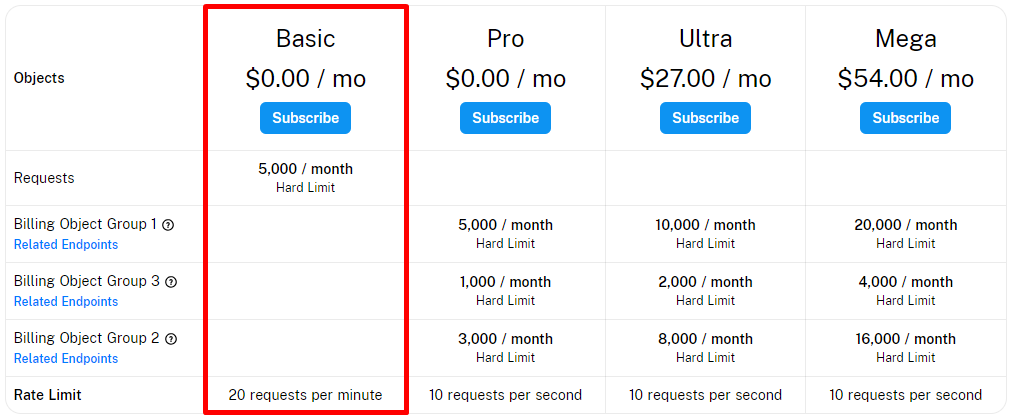 Objects
Basic
$0.00 / mo
Subscribe
Pro
$0.00 / mo
Subscribe
Ultra
$27.00 / mo
Subscribe
Mega
$54.00 / mo
Subscribe
Requests
5,000 / month
Hard Limit
Billing Object Group 1
Related Endpoints
5,000 / month
Hard Limit
10,000 / month
Hard Limit
20,000 / month
Hard Limit
Billing Object Group 3
Related Endpoints
1,000 / month
Hard Limit
2,000 / month
Hard Limit
4,000 / month
Hard Limit
Billing Object Group 2
Related Endpoints
3,000 / month
Hard Limit
8,000 / month
Hard Limit
16,000 / month
Hard Limit
Rate Limit
20 requests per minute
10 requests per second
10 requests per second
10 requests per second